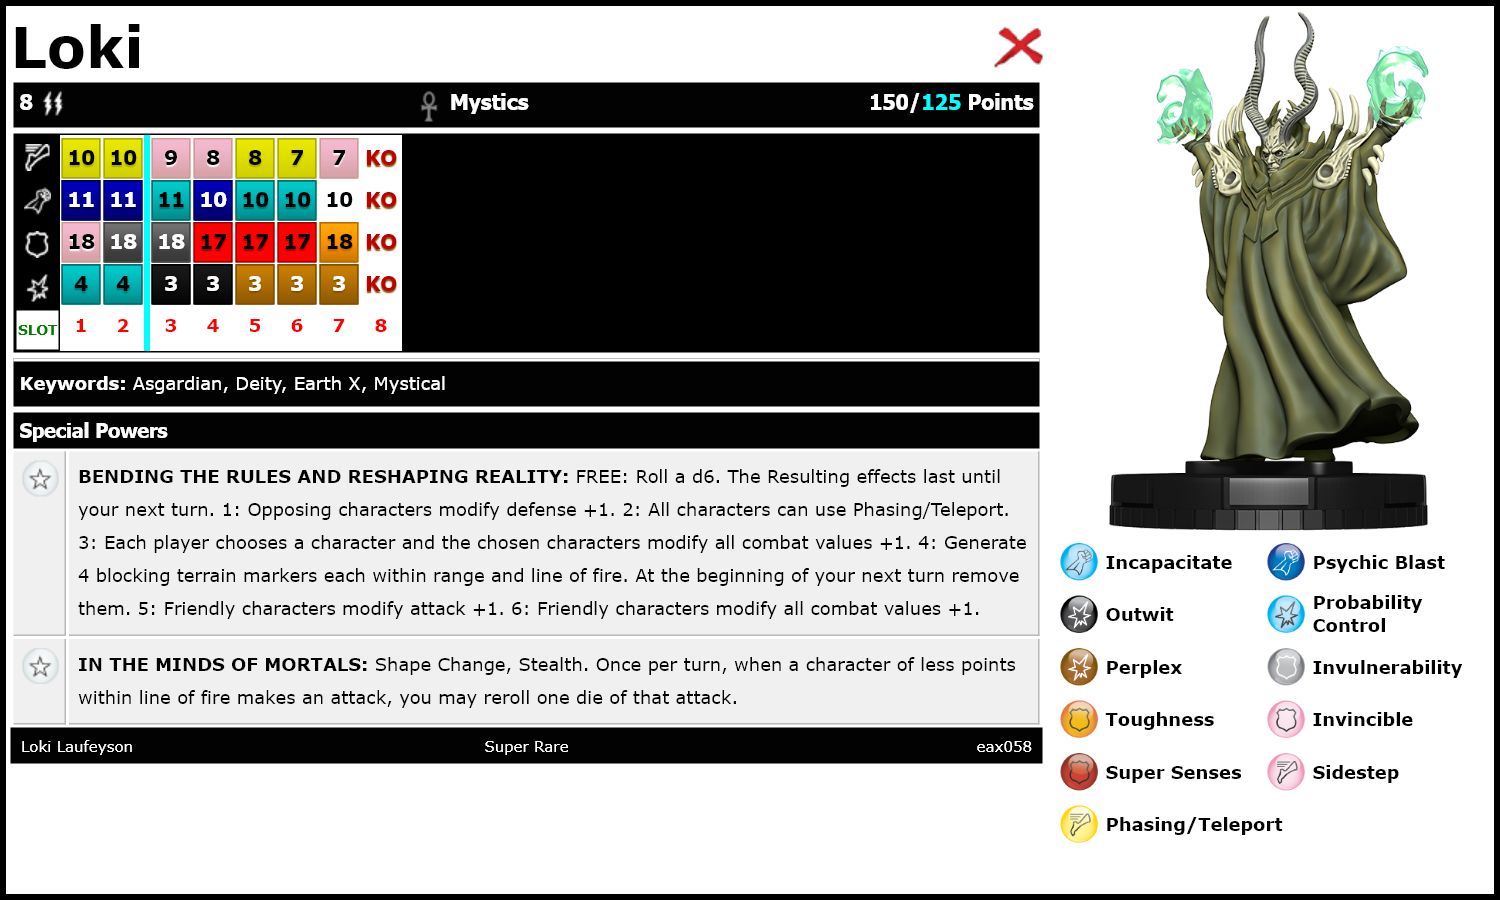 Loki
8 Mystics 150/125 Points
10 10 9 8 8 7 7 KO
11 11 11 10 10 10 10 KO
18 18 18 17 17 17 18 KO
4 4 3 3 3 3 3 KO
SLOT 1 2 3 4 5 6 7 8
Keywords: Asgardian, Deity, Earth X, Mystical
Special Powers
BENDING THE RULES AND RESHAPING REALITY: FREE: Roll a d6. The Resulting effects last until
your next turn. 1: Opposing characters modify defense +1. 2: All characters can use Phasing/Teleport.
3: Each player chooses a character and the chosen characters modify all combat values +1. 4: Generate
4 blocking terrain markers each within range and line of fire. At the beginning of your next turn remove
them. 5: Friendly characters modify attack +1. 6: Friendly characters modify all combat values +1.
IN THE MINDS OF MORTALS: Shape Change, Stealth. Once per turn, when a character of less points
within line of fire makes an attack, you may reroll one die of that attack.
Loki Laufeyson Super Rare eax058
Incapacitate Psychic Blast
Outwit Probability
Control
Perplex Invulnerability
Toughness Invincible
Super Senses Sidestep
Phasing/Teleport